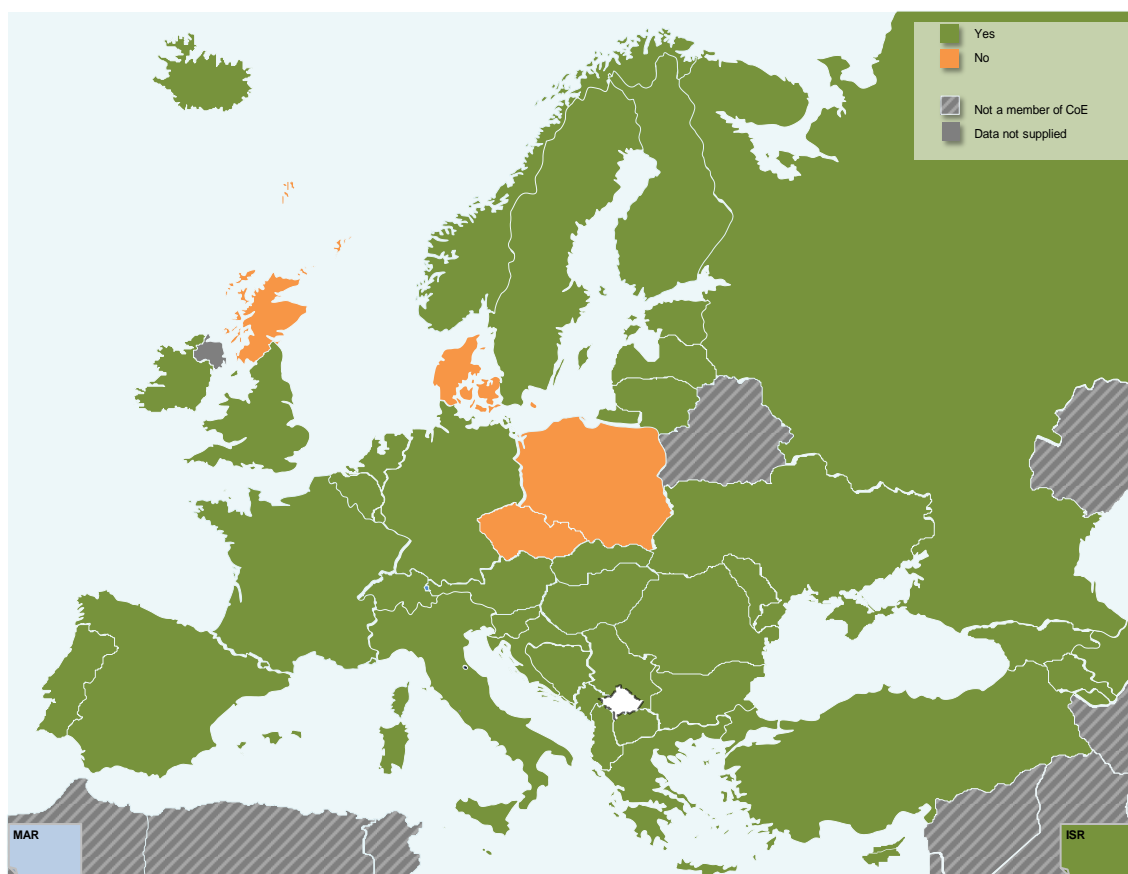 Yes
No
Not a member of CoE
Data not supplied
MAR
ISR